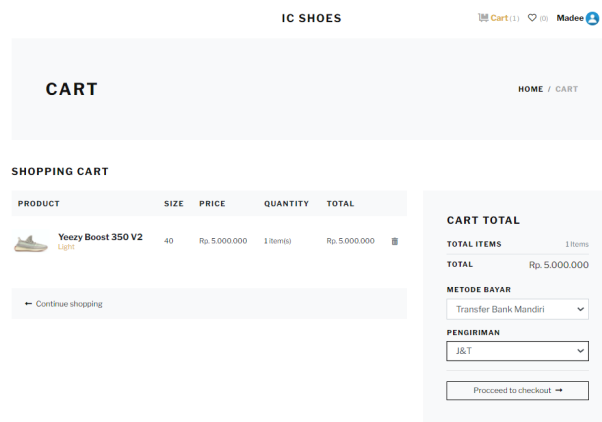 IC SHOES
Cart (1) (0) Madee
CART
HOME / CART
SHOPPING CART
PRODUCT SIZE PRICE QUANTITY TOTAL
Yeezy Boost 350 V2
Light
40 Rp. 5.000.000 1 item(s) Rp. 5.000.000
← Continue shopping
CART TOTAL
TOTAL ITEMS 1 Items
TOTAL Rp. 5.000.000
METODE BAYAR
Transfer Bank Mandiri
PENGIRIMAN
J&T
Procceed to checkout →